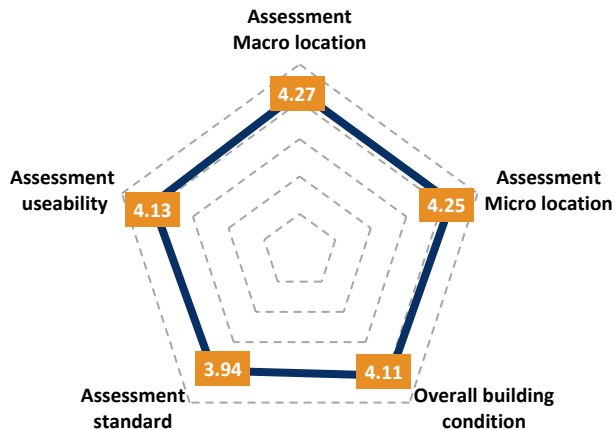 Assessment
Macro location
4.27
Assessment
useability
4.13
4.25
Assessment
Micro location
3.94
4.11
Assessment
standard
Overall building
condition